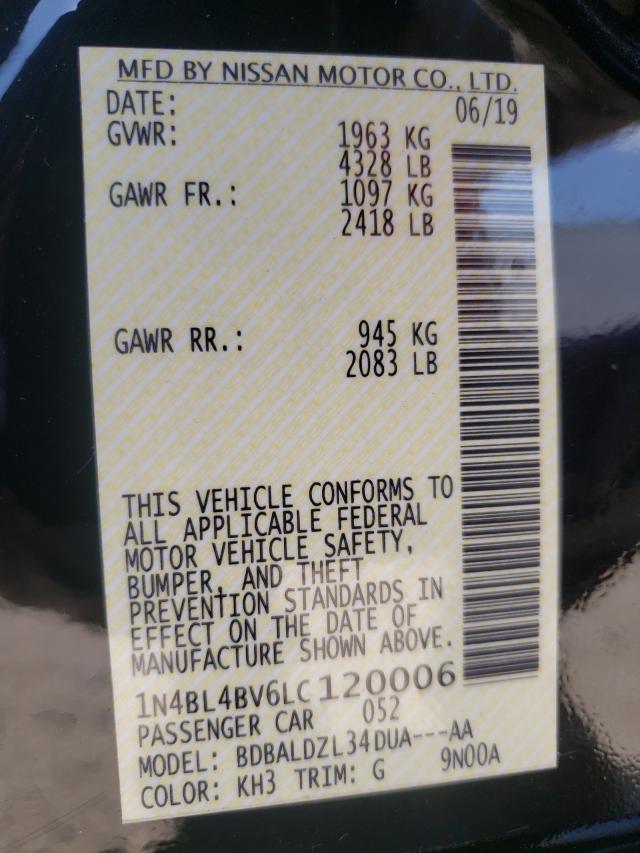 MFD BY NISSAN MOTOR CO., LTD.
DATE: 06/19
GVWR: 1963 KG
4328 LB
GAWR FR.: 1097 KG
2418 LB
GAWR RR.: 945 KG
2083 LB
THIS VEHICLE CONFORMS TO
ALL APPLICABLE FEDERAL
MOTOR VEHICLE SAFETY,
BUMPER, AND THEFT
PREVENTION STANDARDS IN
EFFECT ON THE DATE OF
MANUFACTURE SHOWN ABOVE.
1N4BL4BV6LC120006
PASSENGER CAR 052
MODEL: BDBALDZL34DUA---AA
COLOR: KH3 TRIM: G 9N00A